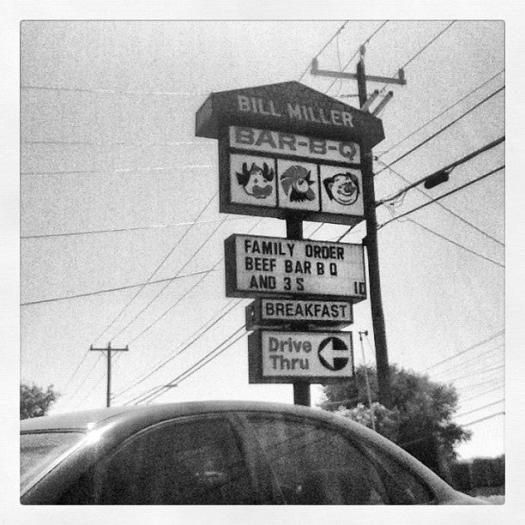 BILL MILLER
BAR-B-Q
FAMILY ORDER
BEEF BAR B Q
AND 3 S 10
BREAKFAST
Drive
Thru